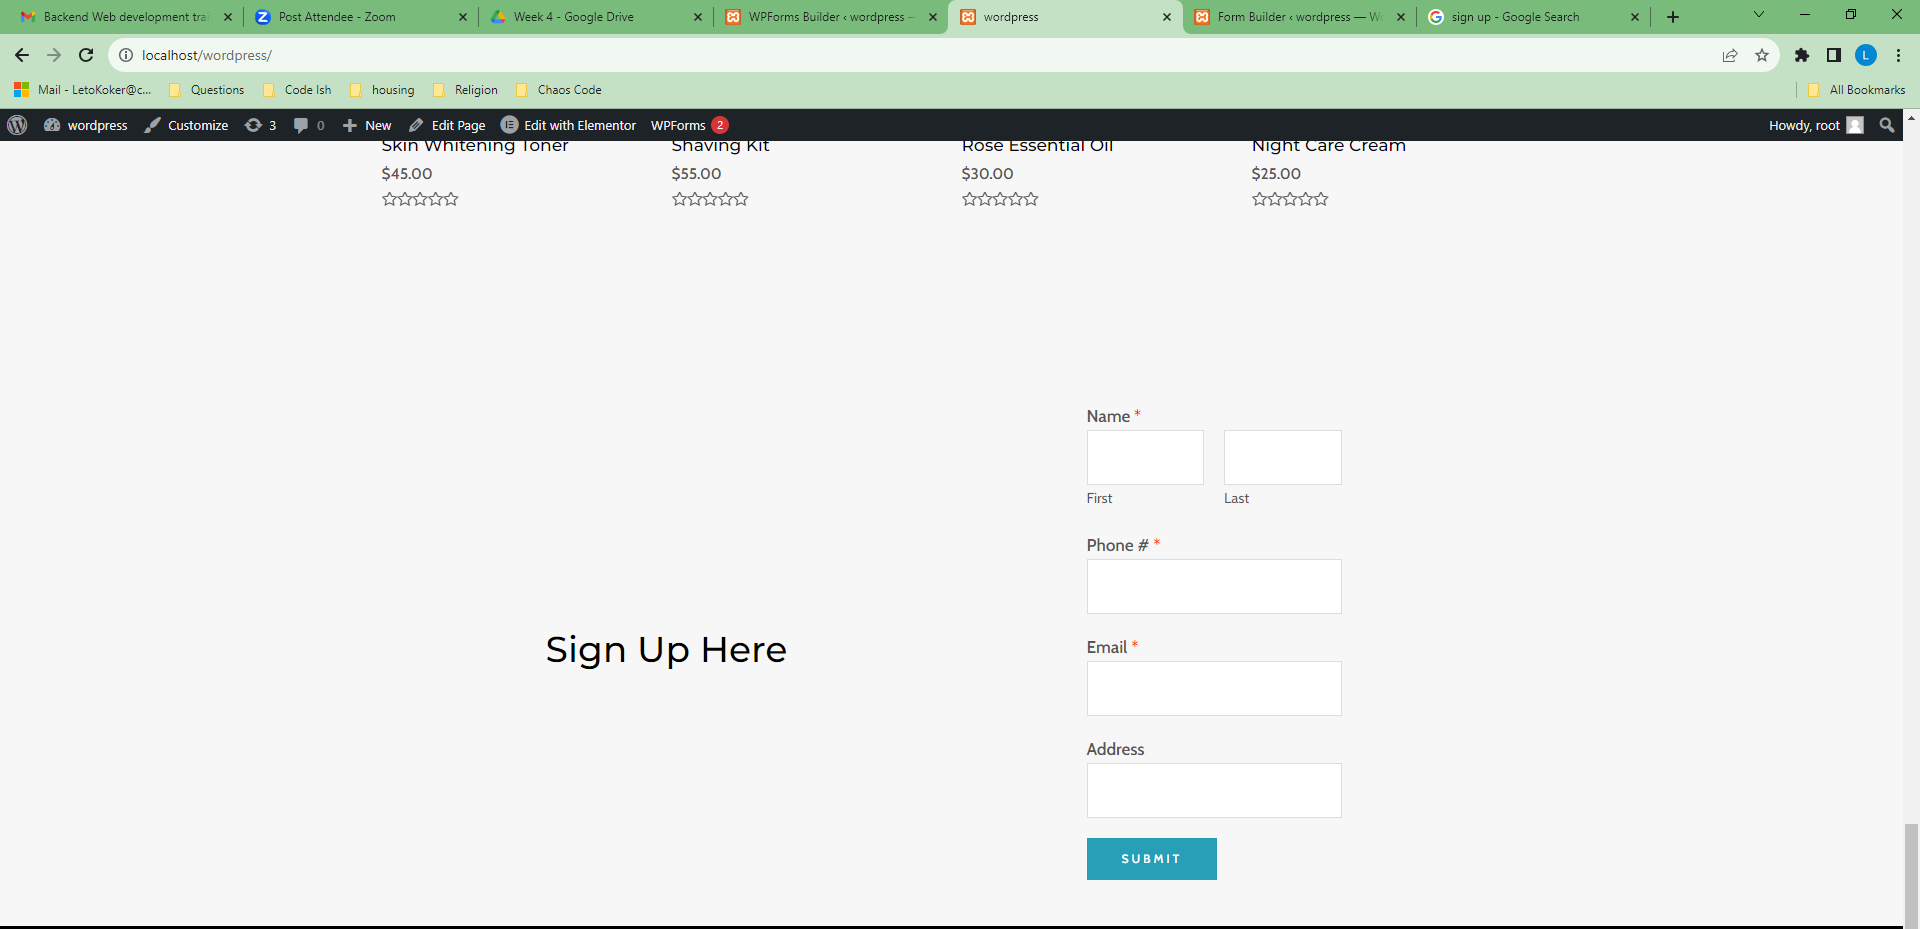 Backend Web development trai
Post Attendee - Zoom
Week 4 - Google Drive
WPForms Builder ‹ wordpress –
wordpress
Form Builder ‹ wordpress — Wo
sign up - Google Search
localhost/wordpress/
L
Mail - LetoKoker@c...
Questions
Code Ish
housing
Religion
Chaos Code
All Bookmarks
wordpress
Customize
3
0
New
Edit Page
Edit with Elementor
WPForms 2
Howdy, root
Skin Whitening Toner
Shaving Kit
Rose Essential Oil
Night Care Cream
$45.00
$55.00
$30.00
$25.00
Name *
First
Last
Phone # *
Sign Up Here
Email *
Address
SUBMIT